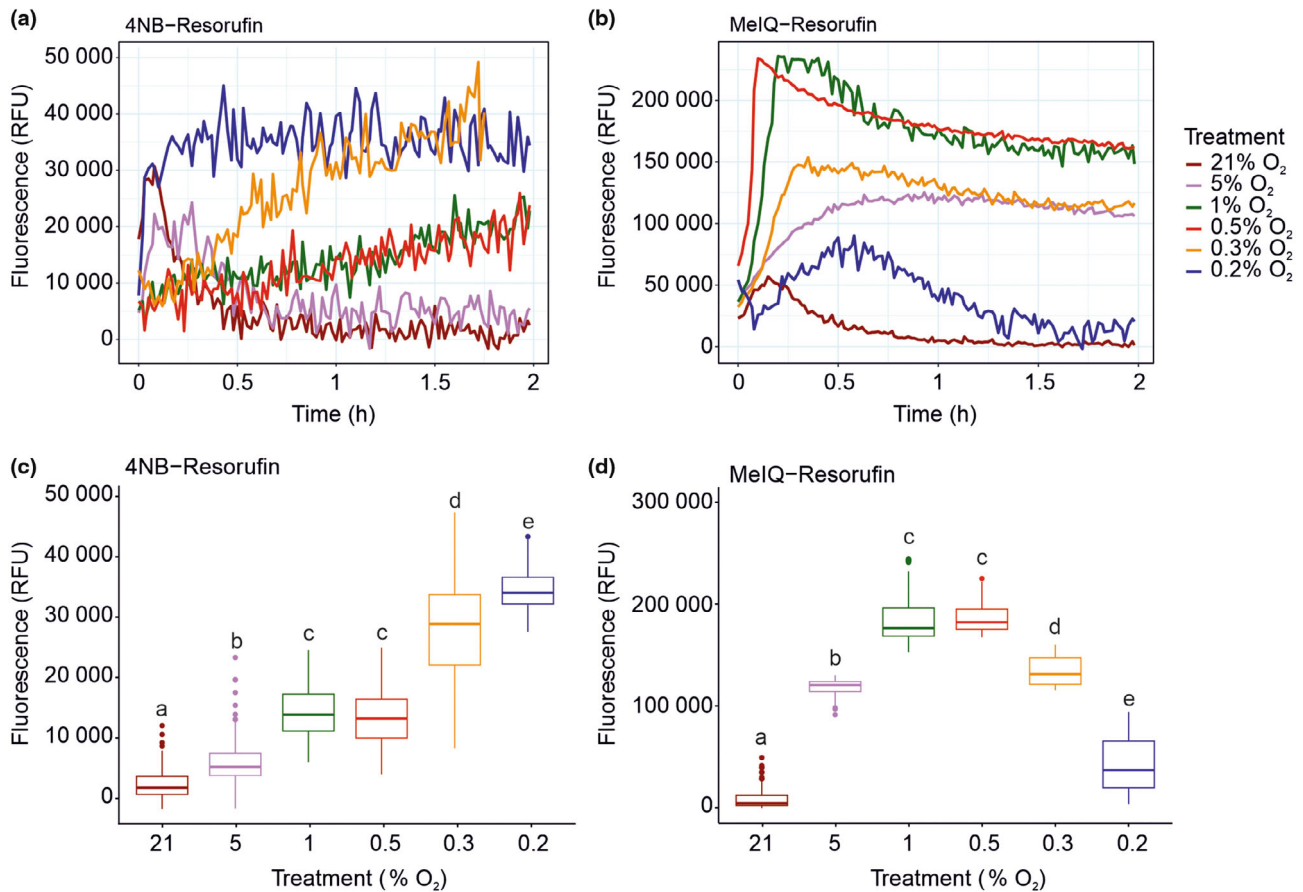 (a)
4NB−Resorufin
50 000
40 000
30 000
20 000
10 000
0
Fluorescence (RFU)
0
0.5
1
1.5
2
Time (h)
(b)
MeIQ−Resorufin
200 000
150 000
100 000
50 000
0
Fluorescence (RFU)
0
0.5
1
1.5
2
Time (h)
Treatment
21% O₂
5% O₂
1% O₂
0.5% O₂
0.3% O₂
0.2% O₂
(c)
4NB−Resorufin
50 000
40 000
30 000
20 000
10 000
0
Fluorescence (RFU)
a
b
c
c
d
e
21
5
1
0.5
0.3
0.2
Treatment (% O₂)
(d)
MeIQ−Resorufin
300 000
200 000
100 000
0
Fluorescence (RFU)
a
b
c
c
d
e
21
5
1
0.5
0.3
0.2
Treatment (% O₂)